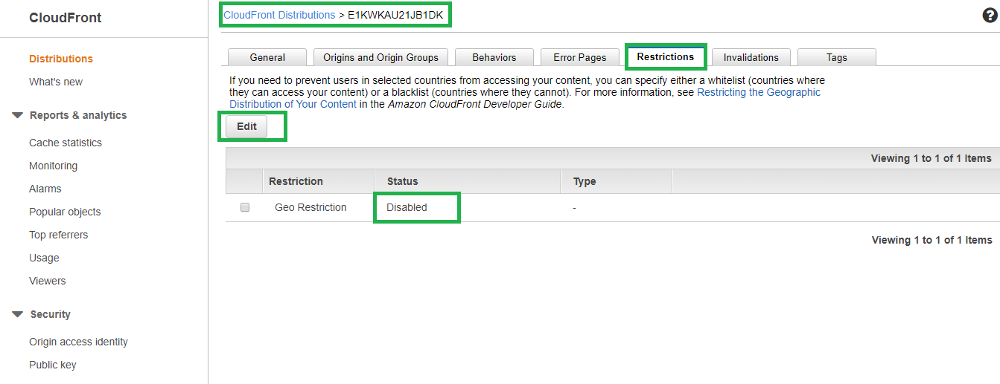 CloudFront
Distributions
What's new
Reports & analytics
Cache statistics
Monitoring
Alarms
Popular objects
Top referrers
Usage
Viewers
Security
Origin access identity
Public key
CloudFront Distributions > E1KWKAU21JB1DK
?
General Origins and Origin Groups Behaviors Error Pages Restrictions Invalidations Tags
If you need to prevent users in selected countries from accessing your content, you can specify either a whitelist (countries where
they can access your content) or a blacklist (countries where they cannot). For more information, see Restricting the Geographic
Distribution of Your Content in the Amazon CloudFront Developer Guide.
Edit
Viewing 1 to 1 of 1 Items
Restriction Status Type
Geo Restriction Disabled -
Viewing 1 to 1 of 1 Items